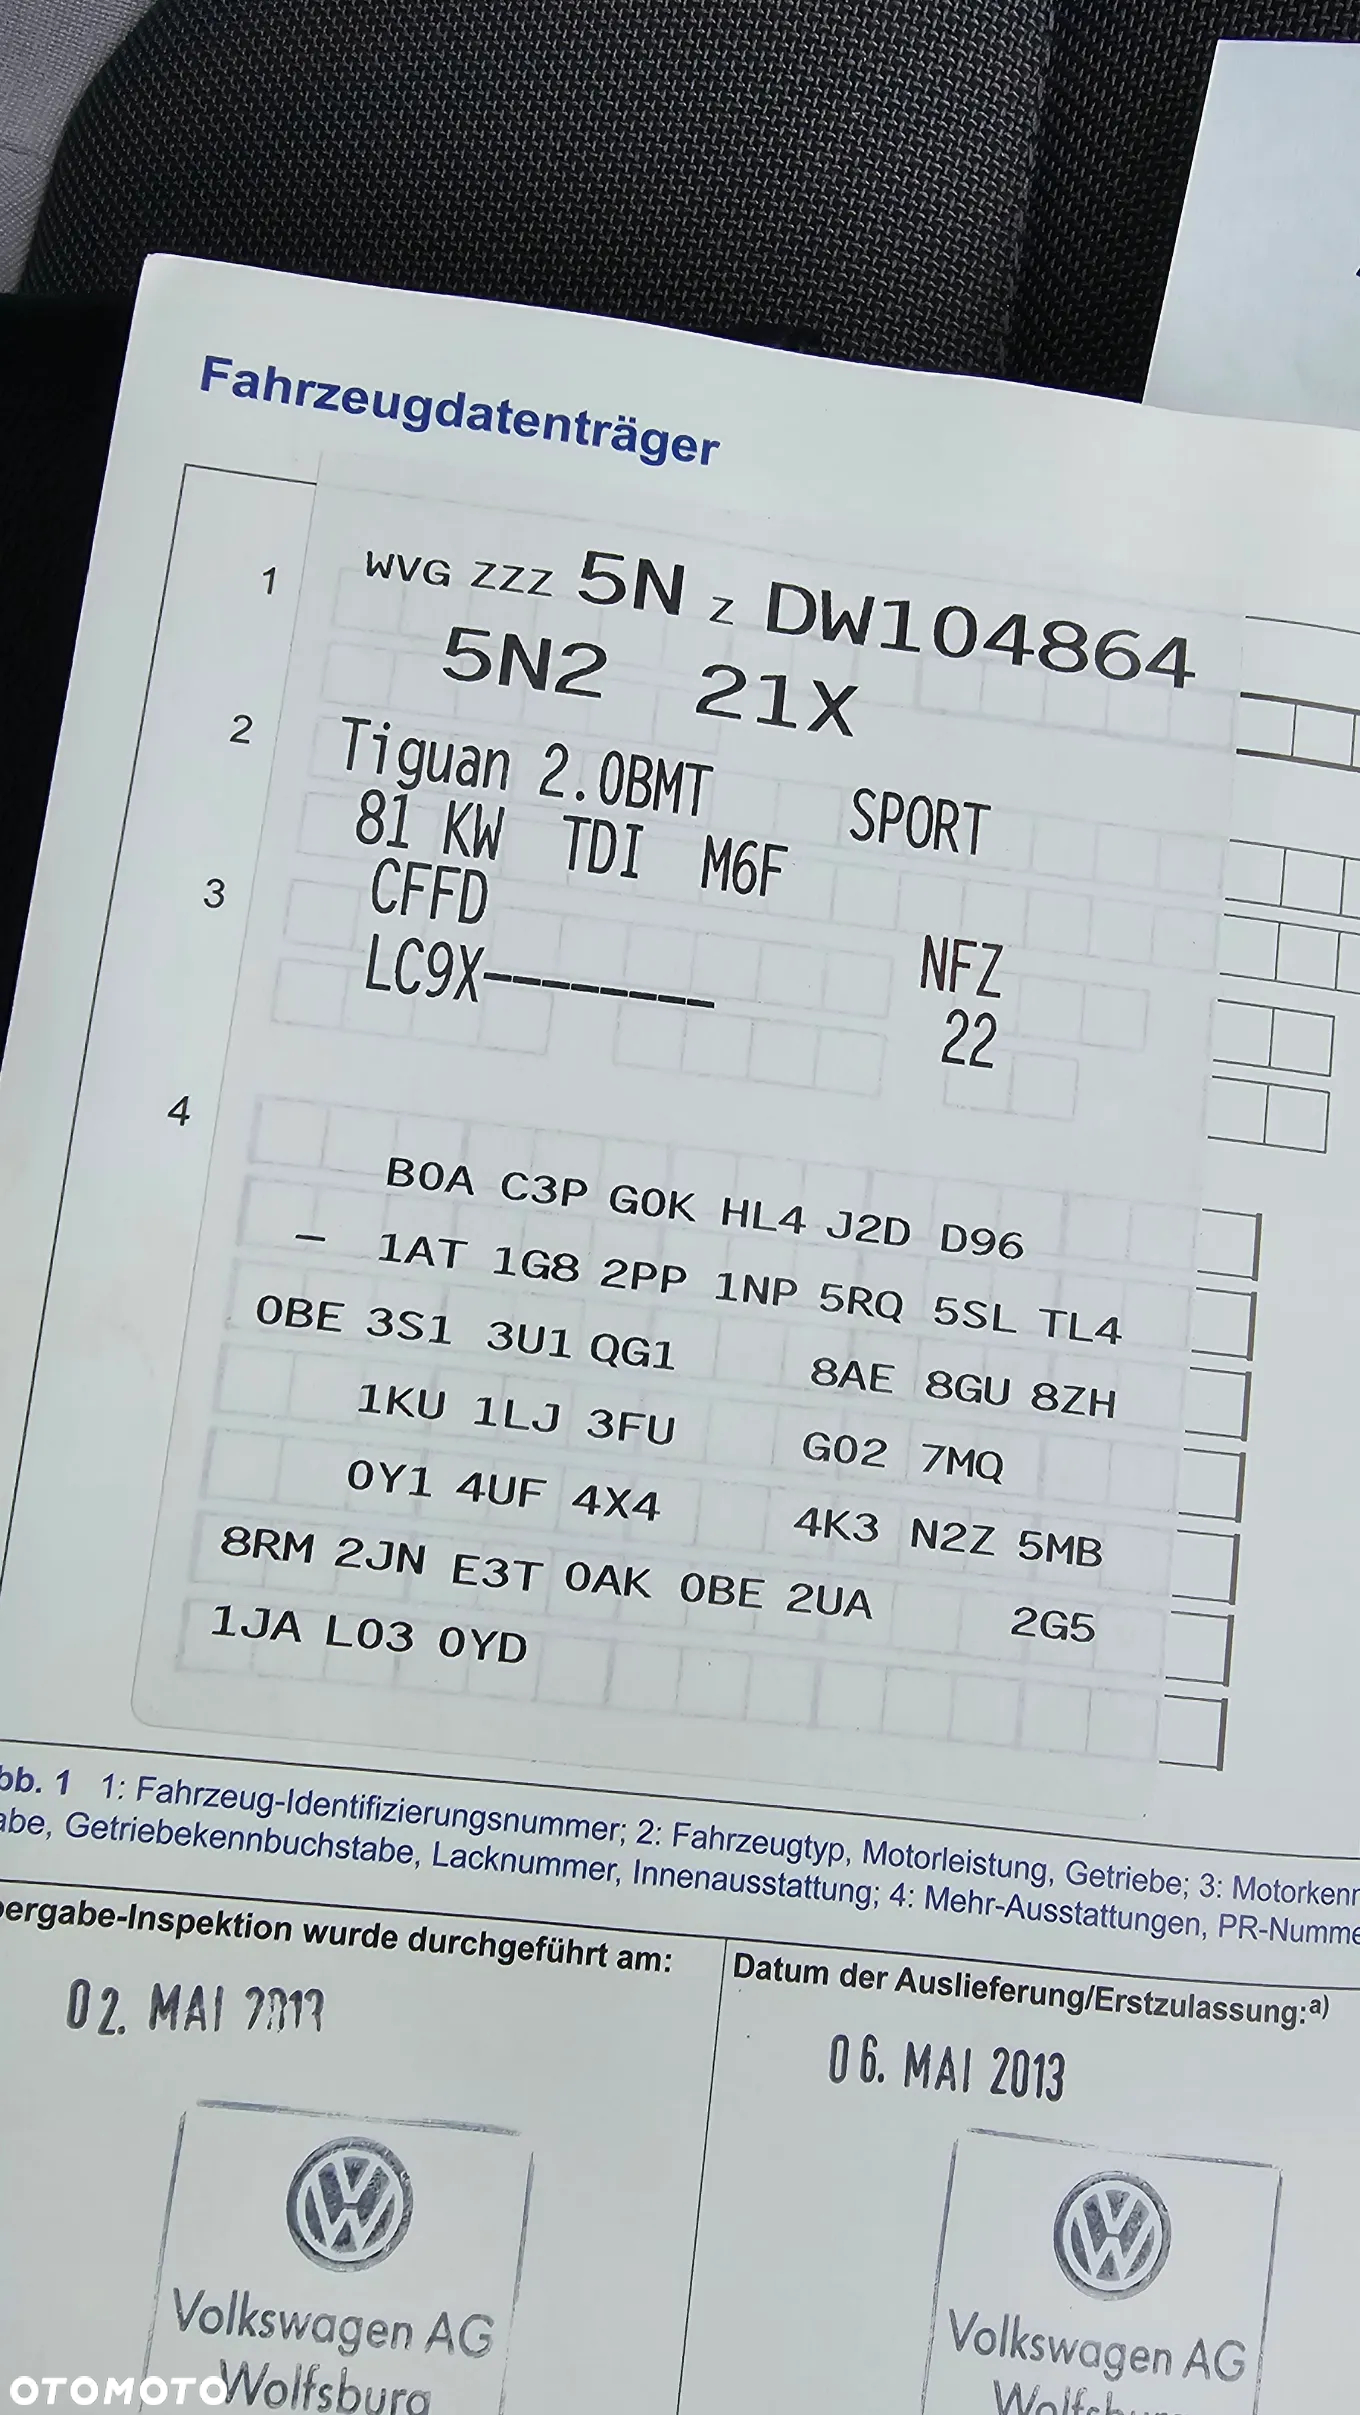 Fahrzeugdatenträger
1 WVG ZZZ 5N Z DW104864
5N2 21X
2 Tiguan 2.0BMT SPORT
81 KW TDI M6F
3 CFFD NFZ
LC9X-------- 22
4
B0A C3P G0K HL4 J2D D96
- 1AT 1G8 2PP 1NP 5RQ 5SL TL4
0BE 3S1 3U1 QG1 8AE 8GU 8ZH
1KU 1LJ 3FU G02 7MQ
0Y1 4UF 4X4 4K3 N2Z 5MB
8RM 2JN E3T 0AK 0BE 2UA 2G5
1JA L03 0YD
bb. 1 1: Fahrzeug-Identifizierungsnummer; 2: Fahrzeugtyp, Motorleistung, Getriebe; 3: Motorkenn
abe, Getriebekennbuchstabe, Lacknummer, Innenausstattung; 4: Mehr-Ausstattungen, PR-Numme
bergabe-Inspektion wurde durchgeführt am:
02. MAI 2013
Datum der Auslieferung/Erstzulassung:a)
06. MAI 2013
Volkswagen AG
Wolfsburg
Volkswagen AG
Wolfsbu
OTOMOTO